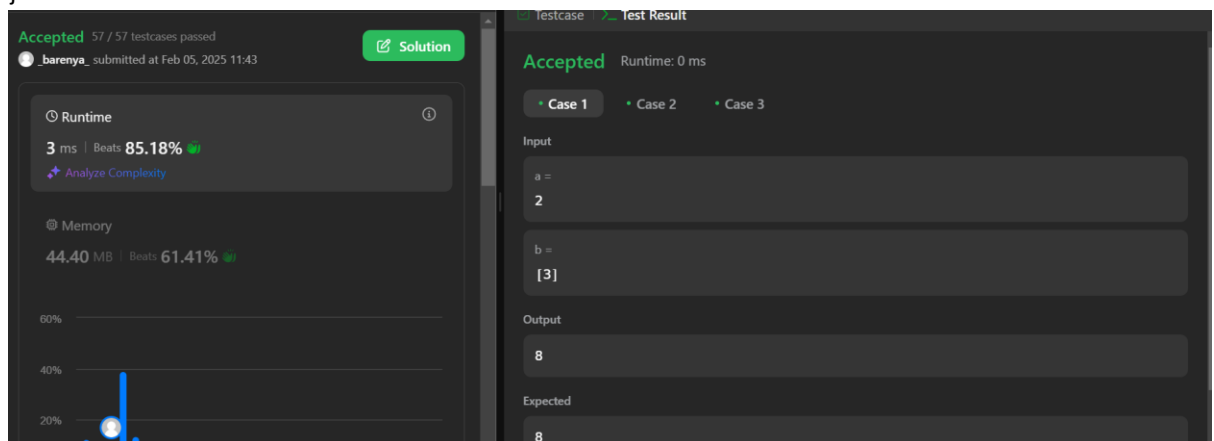 Accepted 57 / 57 testcases passed
_barenya_ submitted at Feb 05, 2025 11:43
Solution
Runtime
3 ms | Beats 85.18%
Analyze Complexity
Memory
44.40 MB | Beats 61.41%
60%
40%
20%
Testcase | >_ Test Result
Accepted Runtime: 0 ms
• Case 1 • Case 2 • Case 3
Input
a =
2
b =
[3]
Output
8
Expected
8